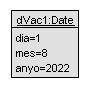 dVac1:Date
dia=1
mes=8
anyo=2022